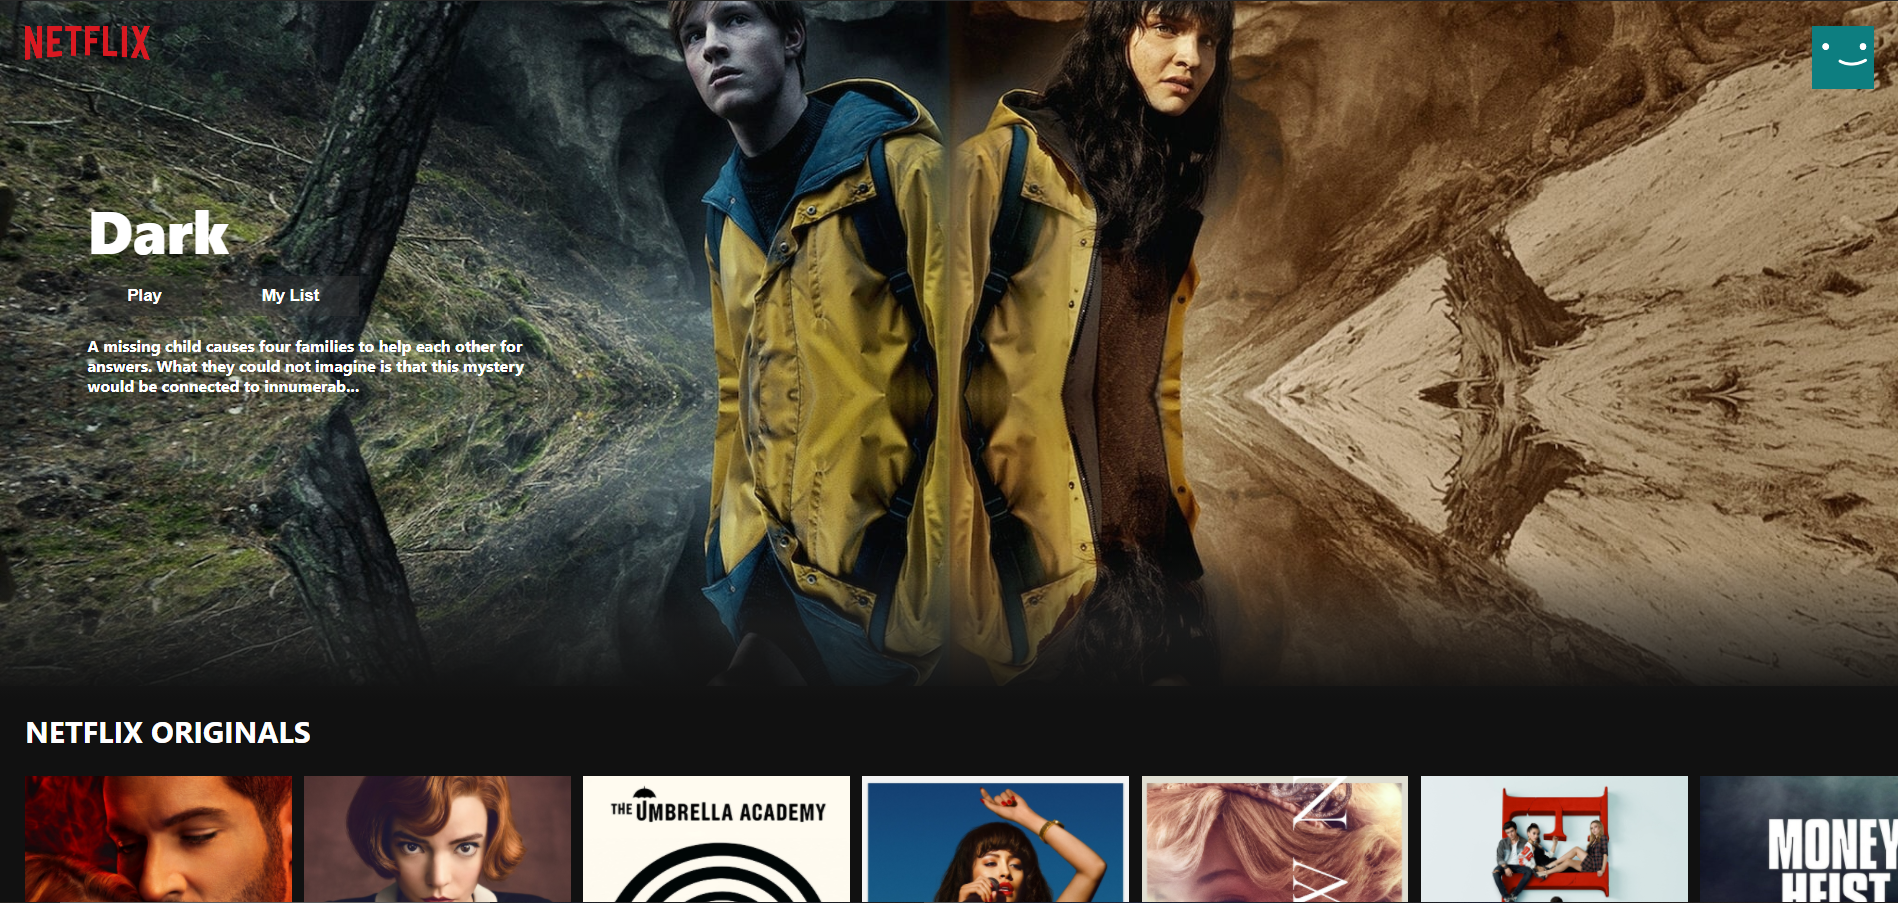 NETFLIX
Dark
Play
My List
A missing child causes four families to help each other for
answers. What they could not imagine is that this mystery
would be connected to innumerab...
NETFLIX ORIGINALS
THE UMBRELLA ACADEMY
N
W
E
MONEY
HEIST